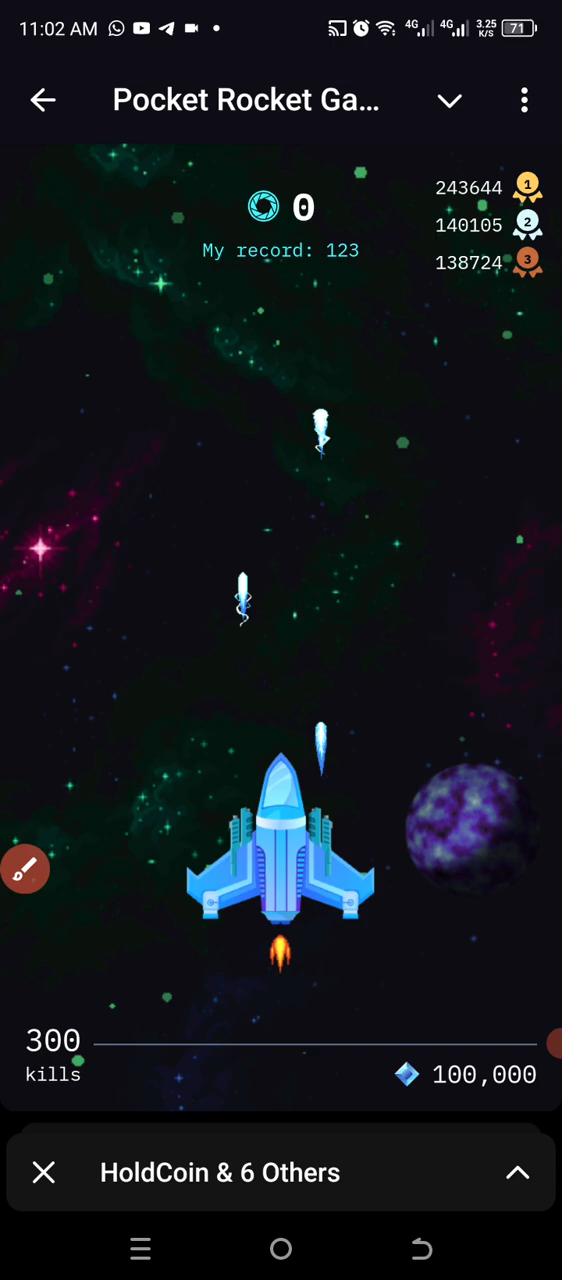 11:02 AM
4G 4G 3.25 K/S 71
Pocket Rocket Ga...
0
My record: 123
243644 1
140105 2
138724 3
300
kills
100,000
HoldCoin & 6 Others